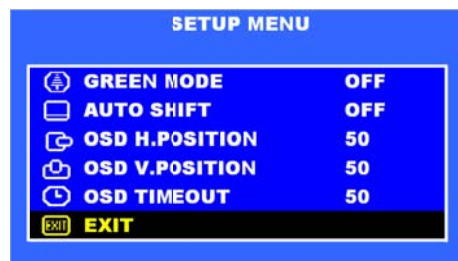 SETUP MENU
GREEN MODE OFF
AUTO SHIFT OFF
OSD H.POSITION 50
OSD V.POSITION 50
OSD TIMEOUT 50
EXIT EXIT